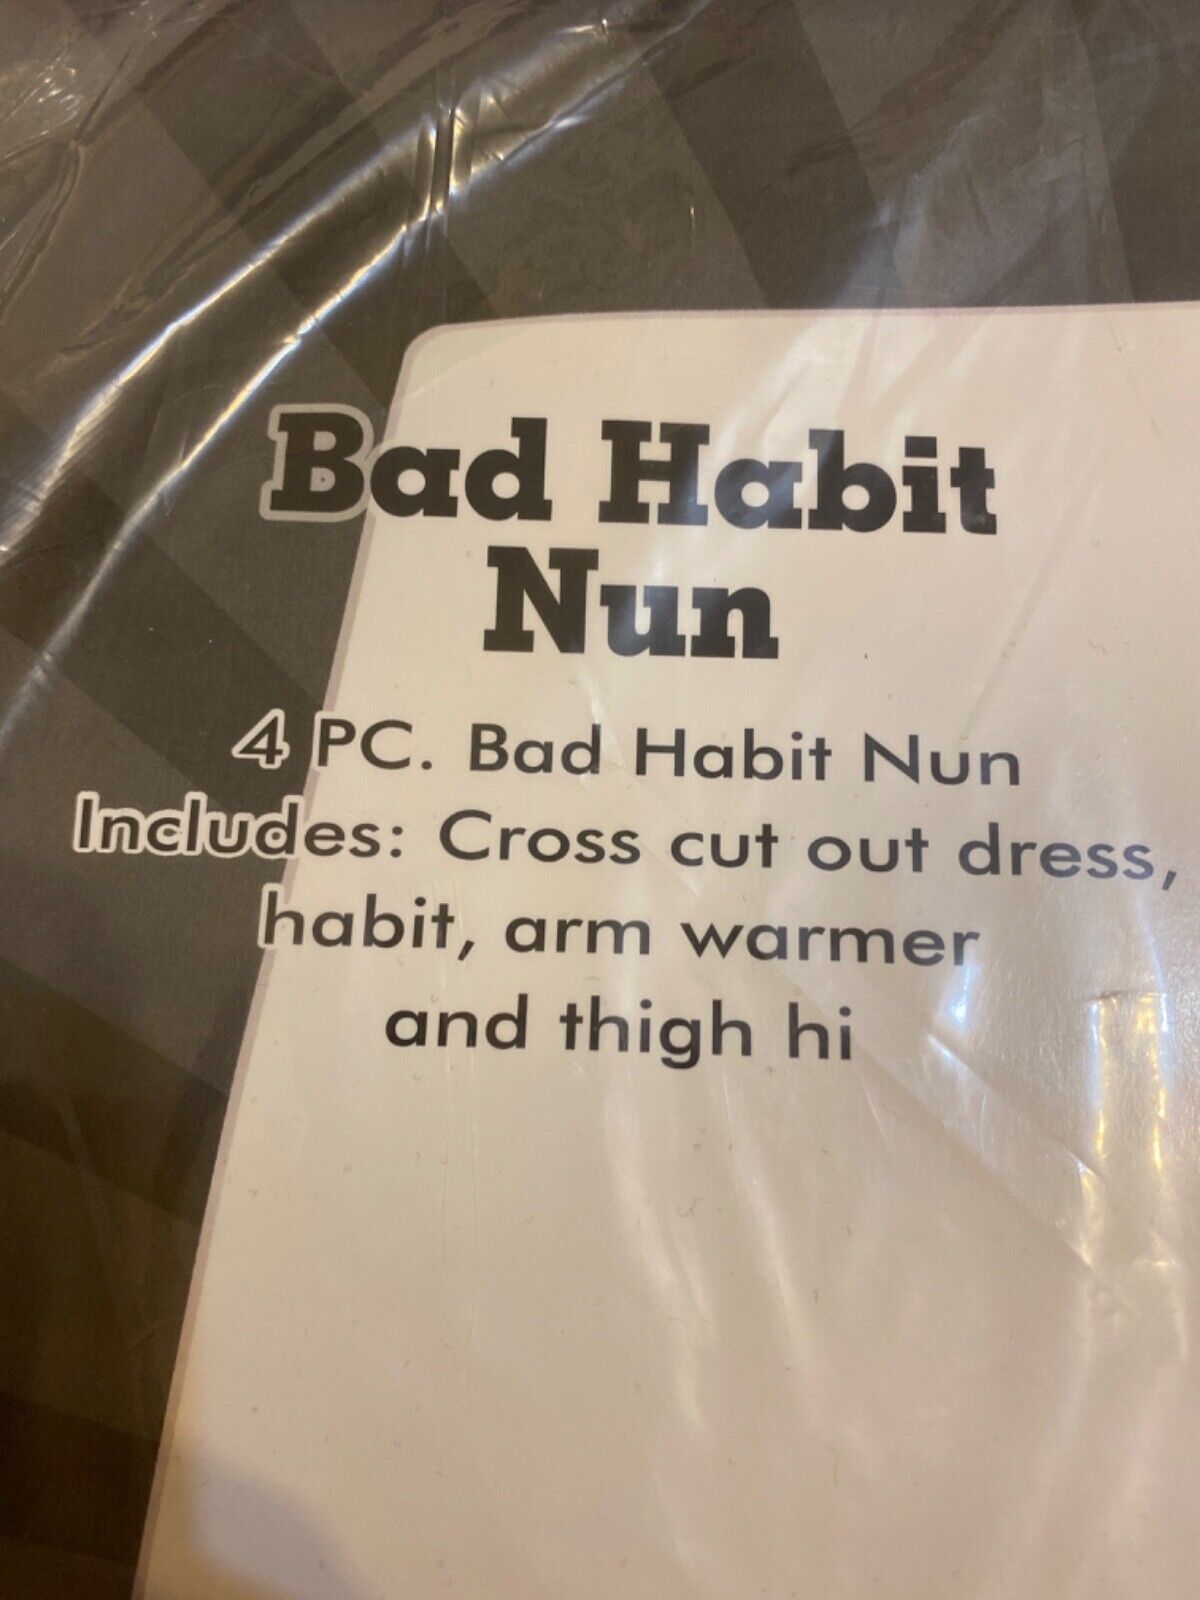 Bad Habit
Nun
4 PC. Bad Habit Nun
Includes: Cross cut out dress,
habit, arm warmer
and thigh hi